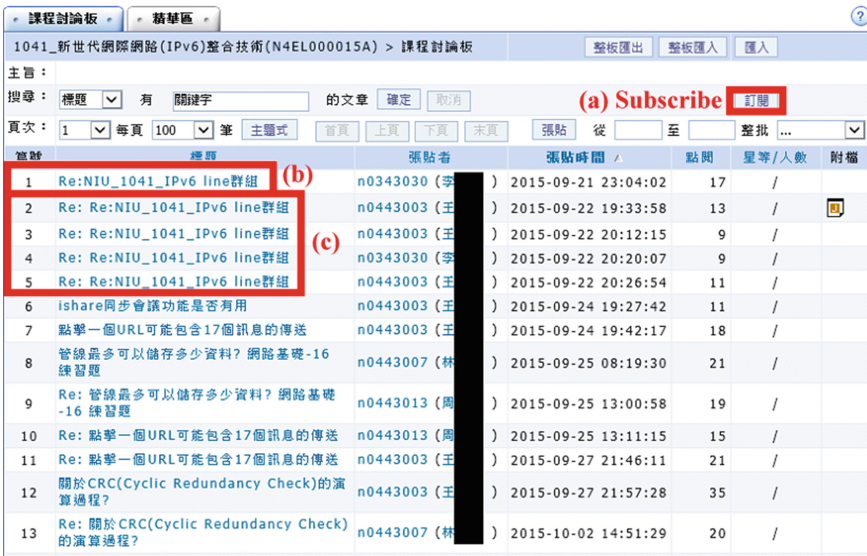 課程討論板
精華區
?
1041_新世代網際網路(IPv6)整合技術(N4EL000015A) > 課程討論板 整板匯出 整板匯入 匯入
主旨：
搜尋： 標題 有 關鍵字 的文章 確定 取消 (a) Subscribe 訂閱
頁次： 1 每頁 100 筆 主題式 首頁 上頁 下頁 末頁 張貼 從 至 整批 ...
篇號 標題 張貼者 張貼時間 點閱 星等/人數 附檔
1 Re:NIU_1041_IPv6 line群組 (b) n0343030 (李 ) 2015-09-21 23:04:02 17 /
2 Re: Re:NIU_1041_IPv6 line群組 n0443003 (王 ) 2015-09-22 19:33:58 13 /
3 Re: Re:NIU_1041_IPv6 line群組 (c) n0443003 (王 ) 2015-09-22 20:12:15 9 /
4 Re: Re:NIU_1041_IPv6 line群組 n0343030 (李 ) 2015-09-22 20:20:07 9 /
5 Re: Re:NIU_1041_IPv6 line群組 n0443003 (王 ) 2015-09-22 20:26:54 11 /
6 ishare同步會議功能是否有用 n0443003 (王 ) 2015-09-24 19:27:42 11 /
7 點擊一個URL可能包含17個訊息的傳送 n0443003 (王 ) 2015-09-24 19:42:17 18 /
8 管線最多可以儲存多少資料? 網路基礎-16 n0443007 (林 ) 2015-09-25 08:19:30 21 /
練習題
9 Re: 管線最多可以儲存多少資料? 網路基礎 n0443013 (周 ) 2015-09-25 13:00:58 19 /
-16 練習題
10 Re: 點擊一個URL可能包含17個訊息的傳送 n0443013 (周 ) 2015-09-25 13:11:15 15 /
11 Re: 點擊一個URL可能包含17個訊息的傳送 n0443003 (王 ) 2015-09-27 21:46:11 21 /
12 關於CRC(Cyclic Redundancy Check)的演 n0443003 (王 ) 2015-09-27 21:57:28 35 /
算過程?
13 Re: 關於CRC(Cyclic Redundancy Check) n0443007 (林 ) 2015-10-02 14:51:29 20 /
的演算過程?